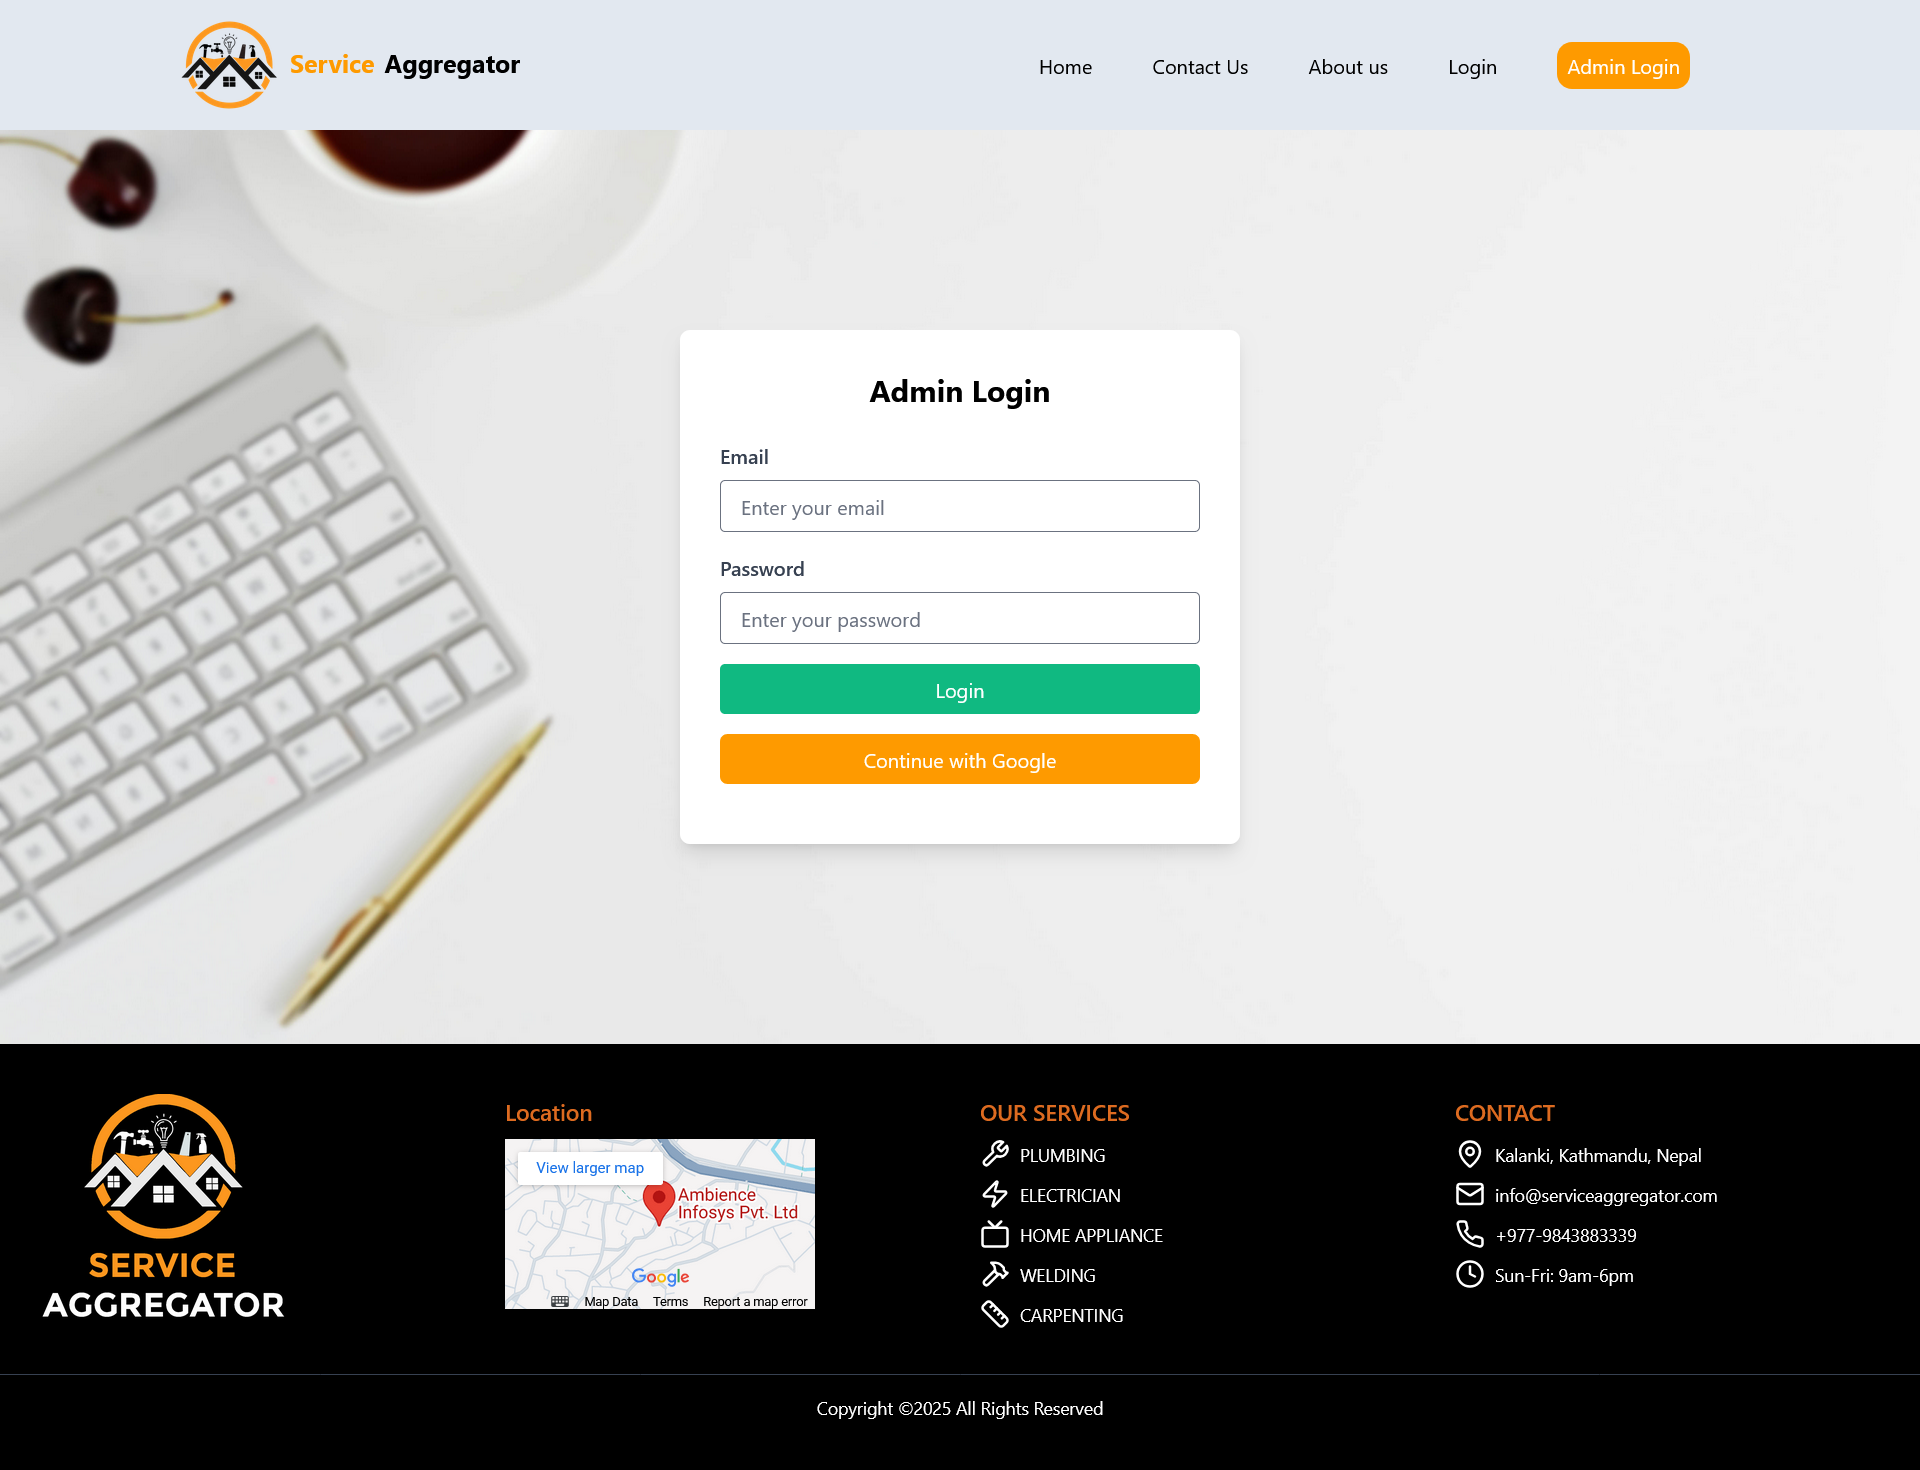 Service Aggregator
Home
Contact Us
About us
Login
Admin Login
Admin Login
Email
Enter your email
Password
Enter your password
Login
Continue with Google
SERVICE
AGGREGATOR
Location
View larger map
Ambience
Infosys Pvt. Ltd
Google
Map Data
Terms
Report a map error
OUR SERVICES
PLUMBING
ELECTRICIAN
HOME APPLIANCE
WELDING
CARPENTING
CONTACT
Kalanki, Kathmandu, Nepal
info@serviceaggregator.com
+977-9843883339
Sun-Fri: 9am-6pm
Copyright ©2025 All Rights Reserved